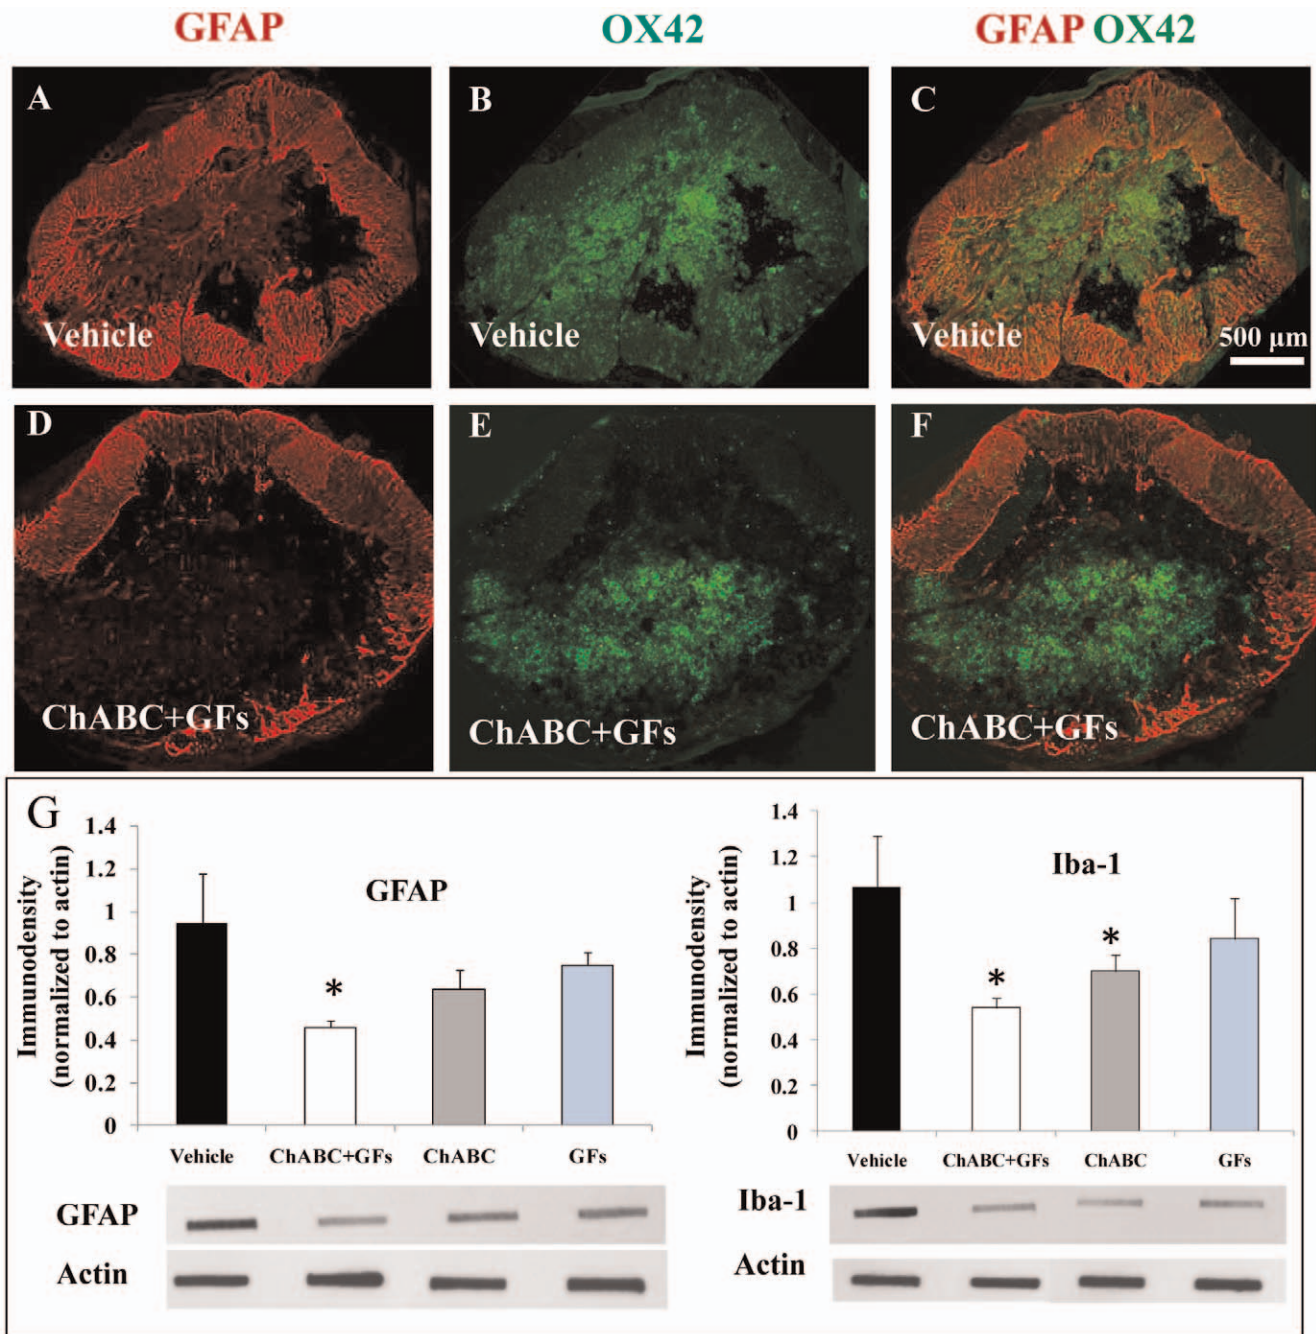 GFAP
OX42
GFAP OX42
A
B
C
Vehicle
Vehicle
Vehicle
500 µm
D
E
F
ChABC+GFs
ChABC+GFs
ChABC+GFs
G
Immunodensity
(normalized to actin)
1.4
1.2
1
0.8
0.6
0.4
0.2
0
GFAP
*
Vehicle
ChABC+GFs
ChABC
GFs
GFAP
Actin
Immunodensity
(normalized to actin)
1.4
1.2
1
0.8
0.6
0.4
0.2
0
Iba-1
*
*
Vehicle
ChABC+GFs
ChABC
GFs
Iba-1
Actin